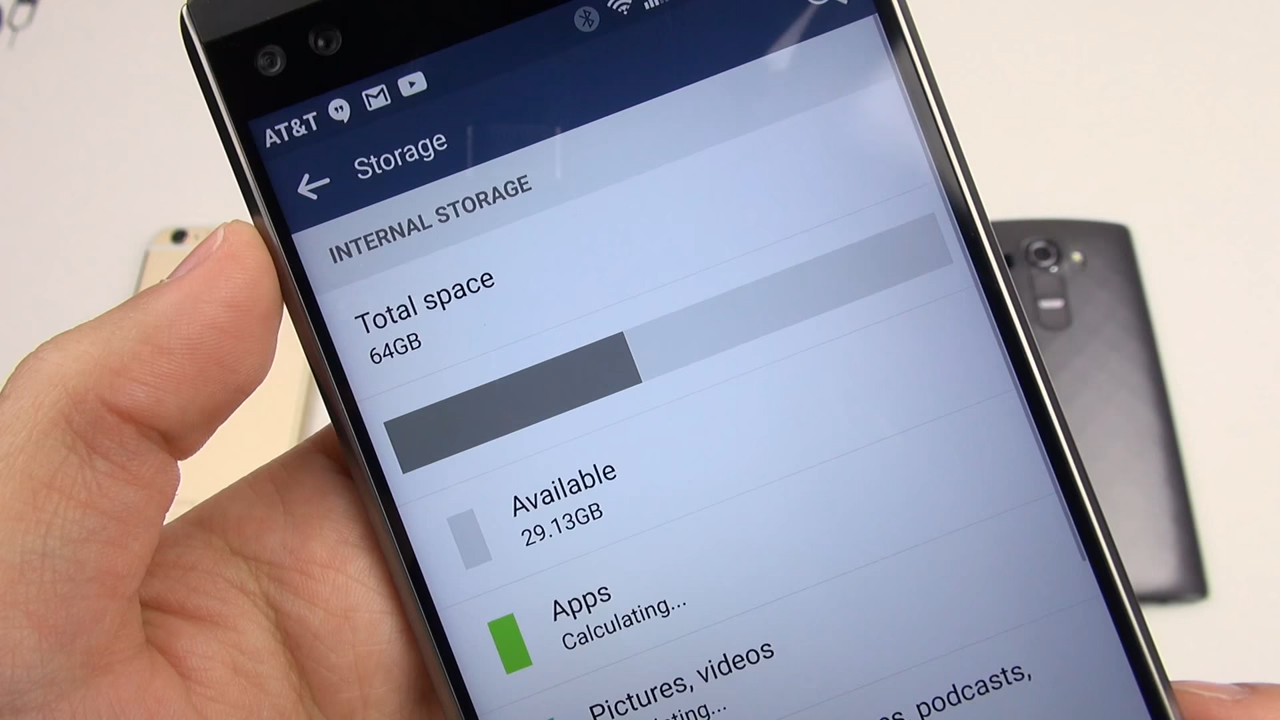 AT&T
Storage
INTERNAL STORAGE
Total space
64GB
Available
29.13GB
Apps
Calculating...
Pictures, videos
podcasts,